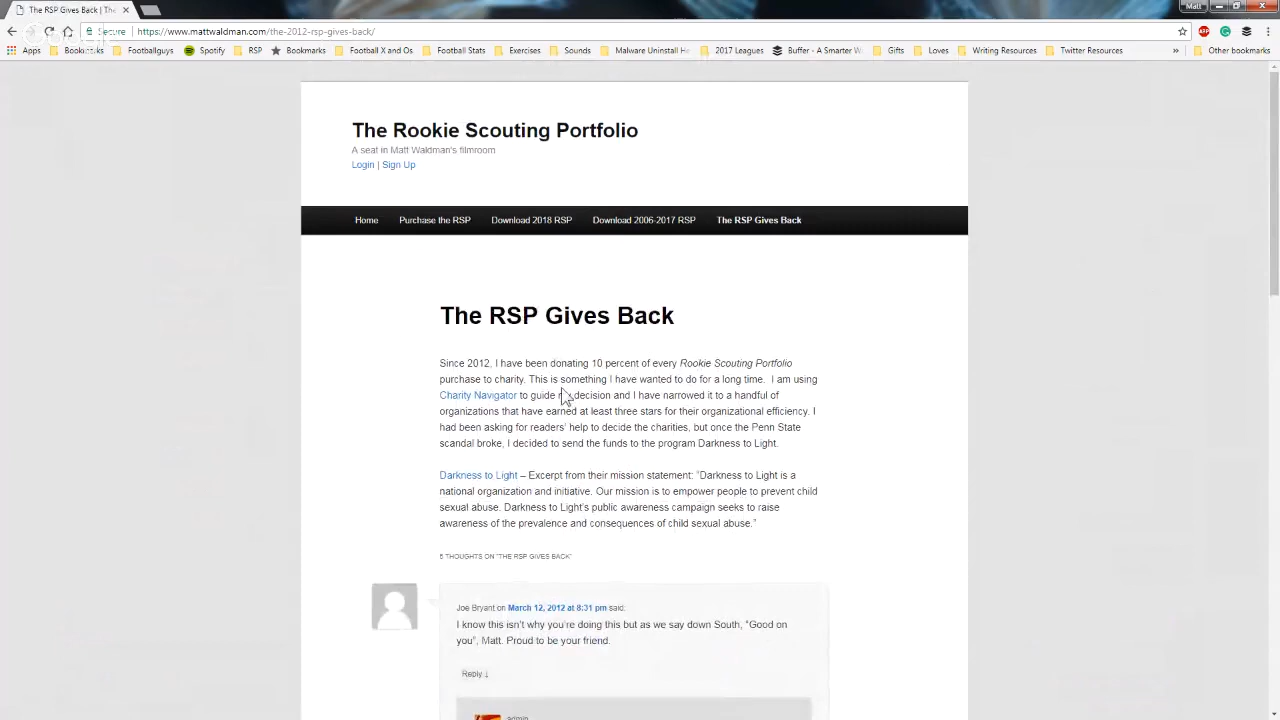 The RSP Gives Back | The
Matt
Secure
https://www.mattwaldman.com/the-2012-rsp-gives-back/
Apps
Bookmarks
Footballguys
Spotify
RSP
Bookmarks
Football X and Os
Football Stats
Exercises
Sounds
Malware Uninstall He
2017 Leagues
Buffer - A Smarter W
Gifts
Loves
Writing Resources
Twitter Resources
»
Other bookmarks
The Rookie Scouting Portfolio
A seat in Matt Waldman's filmroom
Login | Sign Up
Home
Purchase the RSP
Download 2018 RSP
Download 2006-2017 RSP
The RSP Gives Back
The RSP Gives Back
Since 2012, I have been donating 10 percent of every Rookie Scouting Portfolio
purchase to charity. This is something I have wanted to do for a long time. I am using
Charity Navigator to guide my decision and I have narrowed it to a handful of
organizations that have earned at least three stars for their organizational efficiency. I
had been asking for readers' help to decide the charities, but once the Penn State
scandal broke, I decided to send the funds to the program Darkness to Light.
Darkness to Light – Excerpt from their mission statement: "Darkness to Light is a
national organization and initiative. Our mission is to empower people to prevent child
sexual abuse. Darkness to Light's public awareness campaign seeks to raise
awareness of the prevalence and consequences of child sexual abuse."
5 THOUGHTS ON "THE RSP GIVES BACK"
Joe Bryant on March 12, 2012 at 8:31 pm said:
I know this isn't why you're doing this but as we say down South, "Good on
you", Matt. Proud to be your friend.
Reply ↓
admin